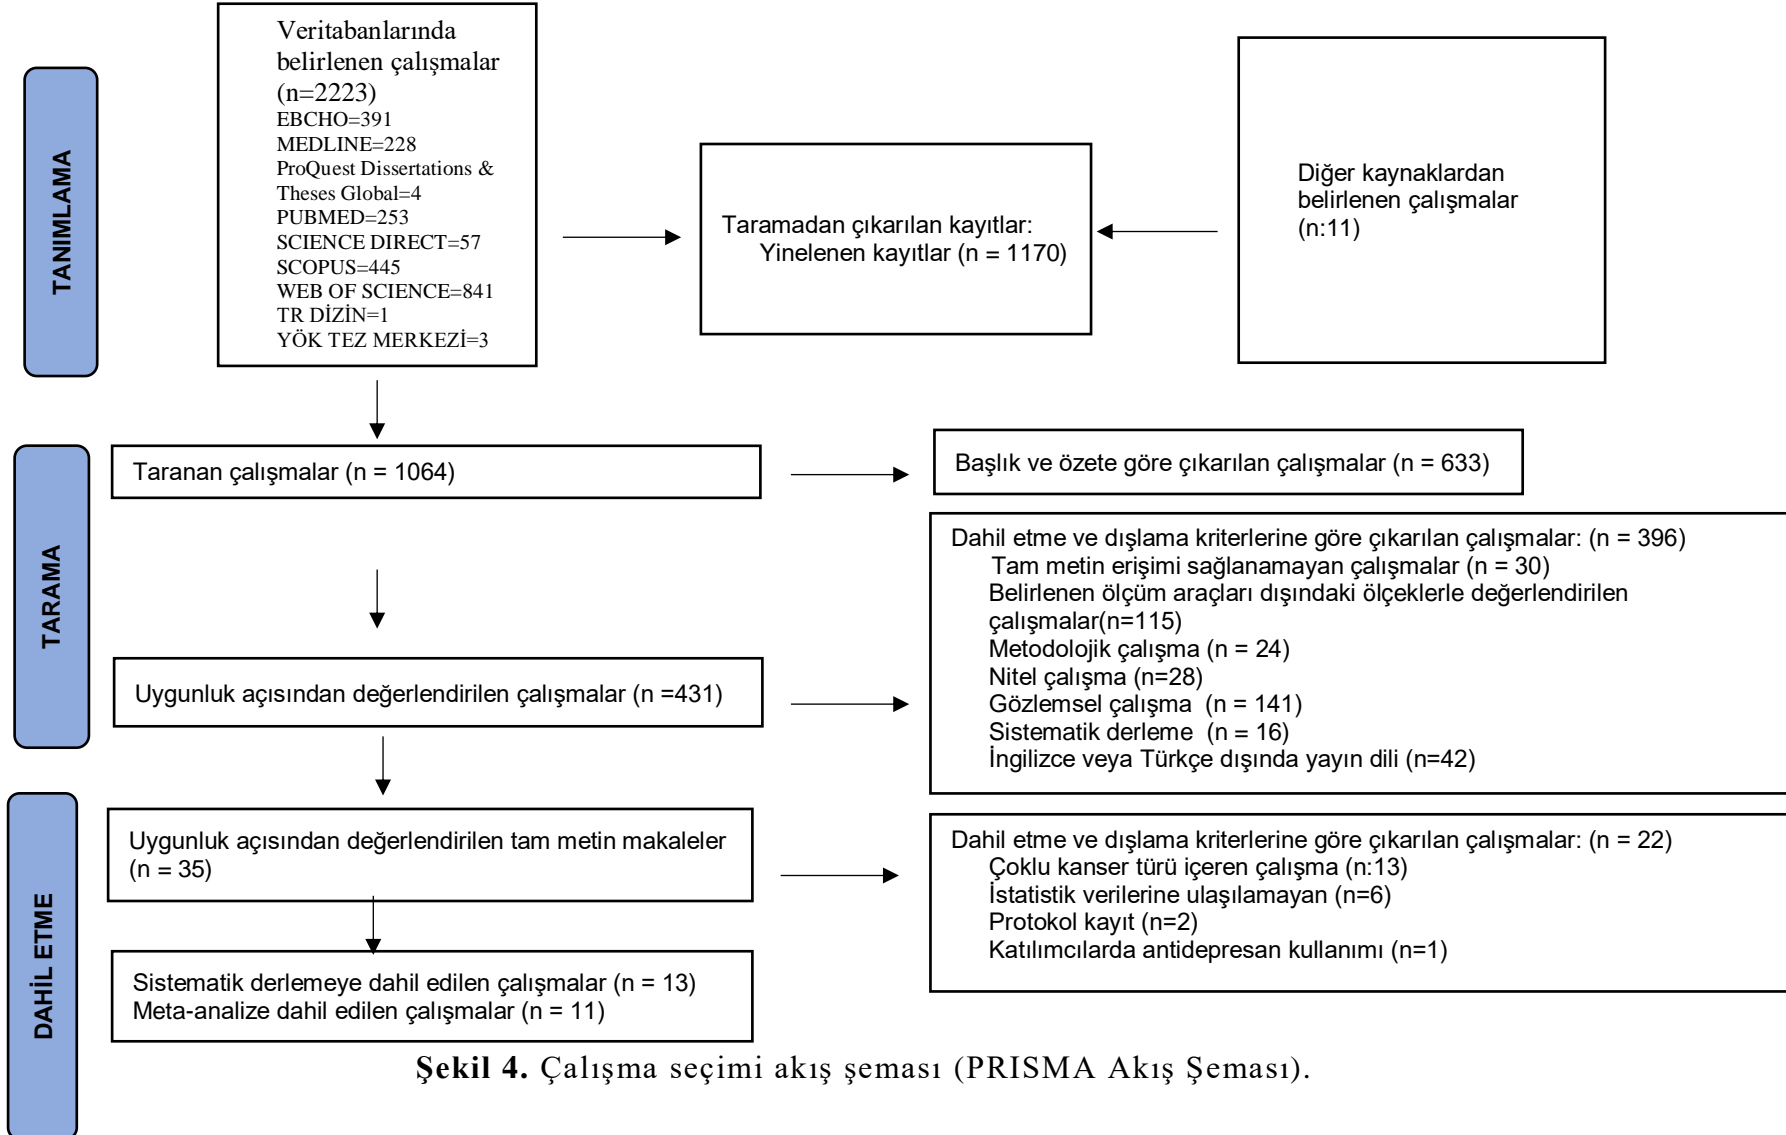 TANIMLAMA
Veritabanlarında
belirlenen çalışmalar
(n=2223)
EBCHO=391
MEDLINE=228
ProQuest Dissertations &
Theses Global=4
PUBMED=253
SCIENCE DIRECT=57
SCOPUS=445
WEB OF SCIENCE=841
TR DİZİN=1
YÖK TEZ MERKEZİ=3
Taramadan çıkarılan kayıtlar:
Yinelenen kayıtlar (n = 1170)
Diğer kaynaklardan
belirlenen çalışmalar
(n:11)
TARAMA
Taranan çalışmalar (n = 1064)
Başlık ve özete göre çıkarılan çalışmalar (n = 633)
Uygunluk açısından değerlendirilen çalışmalar (n =431)
Dahil etme ve dışlama kriterlerine göre çıkarılan çalışmalar: (n = 396)
Tam metin erişimi sağlanamayan çalışmalar (n = 30)
Belirlenen ölçüm araçları dışındaki ölçeklerle değerlendirilen
çalışmalar(n=115)
Metodolojik çalışma (n = 24)
Nitel çalışma (n=28)
Gözlemsel çalışma (n = 141)
Sistematik derleme (n = 16)
İngilizce veya Türkçe dışında yayın dili (n=42)
DAHİL ETME
Uygunluk açısından değerlendirilen tam metin makaleler
(n = 35)
Dahil etme ve dışlama kriterlerine göre çıkarılan çalışmalar: (n = 22)
Çoklu kanser türü içeren çalışma (n:13)
İstatistik verilerine ulaşılamayan (n=6)
Protokol kayıt (n=2)
Katılımcılarda antidepresan kullanımı (n=1)
Sistematik derlemeye dahil edilen çalışmalar (n = 13)
Meta-analize dahil edilen çalışmalar (n = 11)
Şekil 4. Çalışma seçimi akış şeması (PRISMA Akış Şeması).